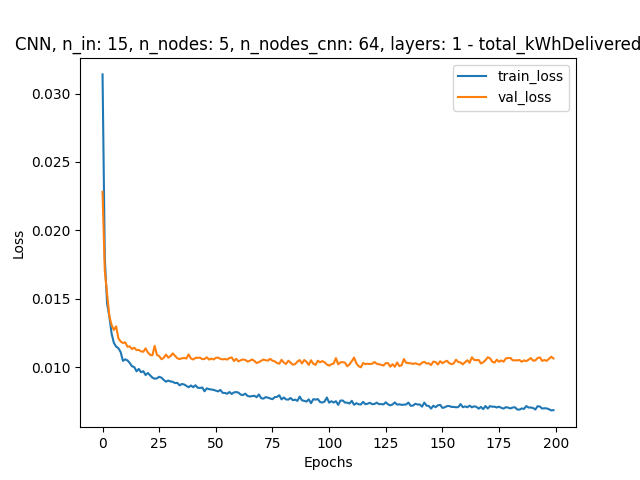 CNN, n_in: 15, n_nodes: 5, n_nodes_cnn: 64, layers: 1 - total_kWhDelivered
train_loss
val_loss
0.030
0.025
0.020
0.015
0.010
Loss
0 25 50 75 100 125 150 175 200
Epochs